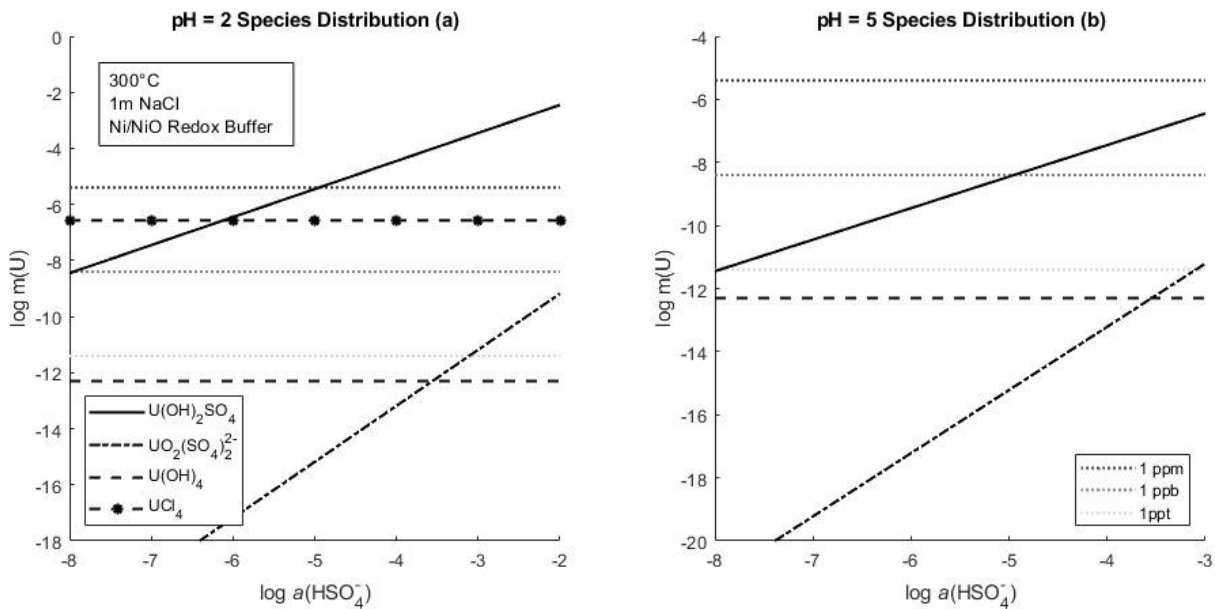 pH = 2 Species Distribution (a)
0
-2
-4
-6
-8
-10
-12
-14
-16
-18
log m(U)
300°C
1m NaCl
Ni/NiO Redox Buffer
U(OH)₂SO₄
UO₂(SO₄)₂²⁻
U(OH)₄
UCl₄
-8 -7 -6 -5 -4 -3 -2
log a(HSO₄⁻)
pH = 5 Species Distribution (b)
-4
-6
-8
-10
-12
-14
-16
-18
-20
log m(U)
1 ppm
1 ppb
1ppt
-8 -7 -6 -5 -4 -3
log a(HSO₄⁻)